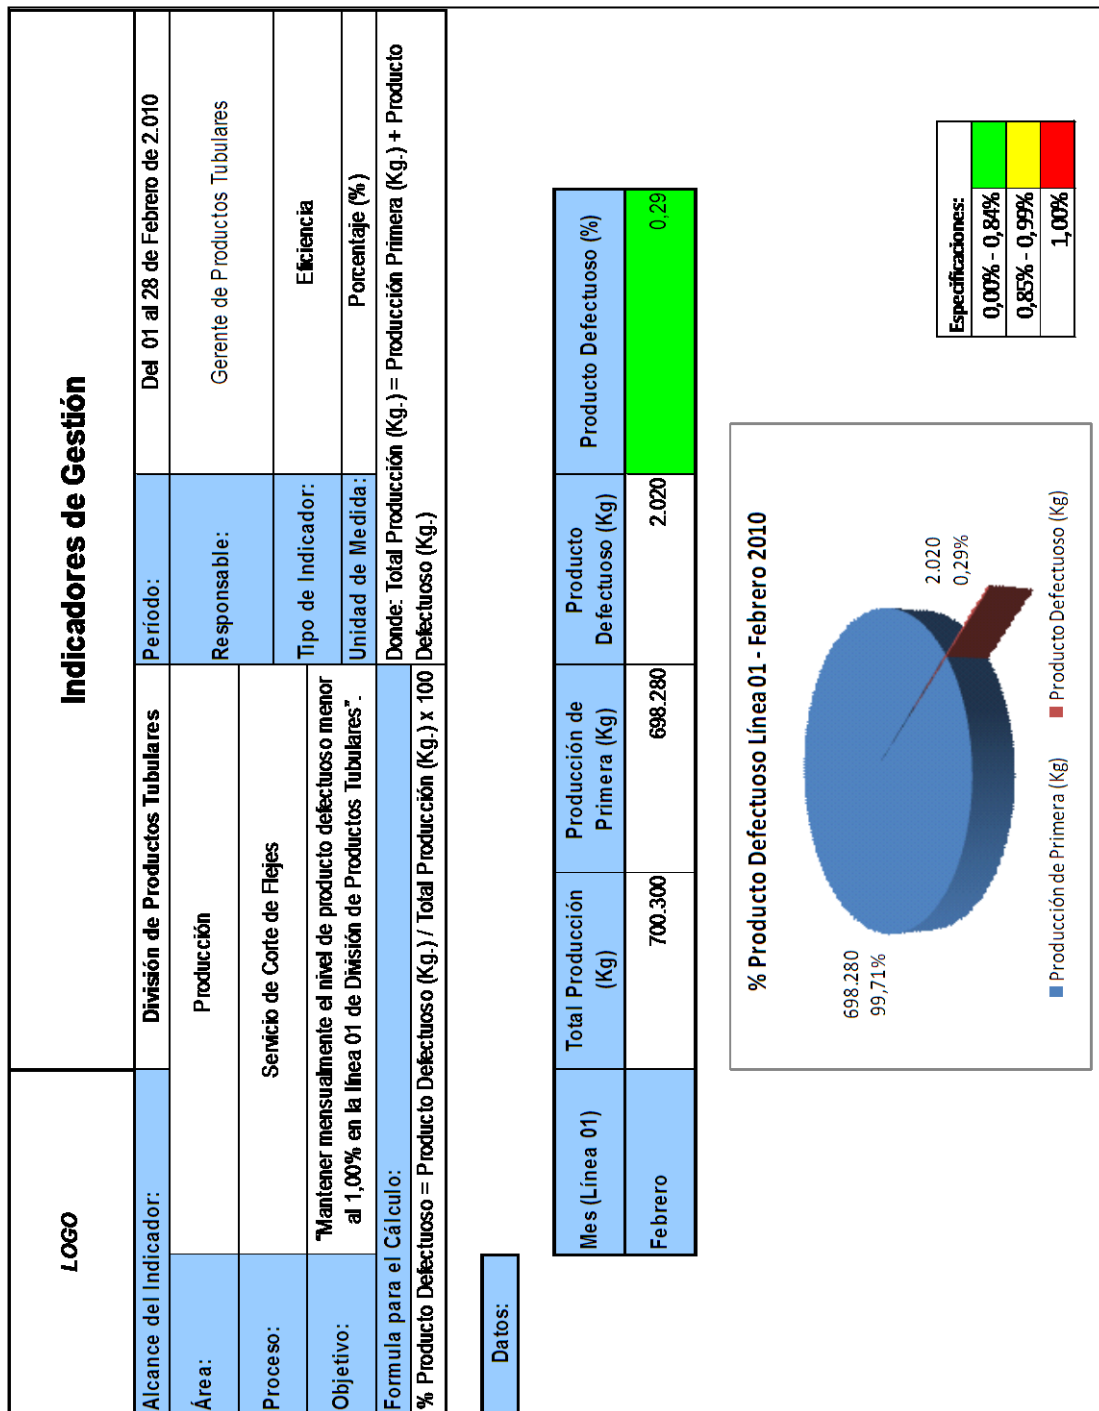 LOGO
Indicadores de Gestión
Alcance del Indicador:
División de Productos Tubulares
Período:
Del 01 al 28 de Febrero de 2.010
Área:
Producción
Responsable:
Gerente de Productos Tubulares
Proceso:
Servicio de Corte de Flejes
Tipo de Indicador:
Eficiencia
Objetivo:
"Mantener mensualmente el nivel de producto defectuoso menor
al 1,00% en la línea 01 de División de Productos Tubulares".
Unidad de Medida:
Porcentaje (%)
Formula para el Cálculo:
% Producto Defectuoso = Producto Defectuoso (Kg.) / Total Producción (Kg.) x 100
Donde: Total Producción (Kg.) = Producción Primera (Kg.) + Producto
Defectuoso (Kg.)
Datos:
Mes (Línea 01)
Total Producción
(Kg)
Producción de
Primera (Kg)
Producto
Defectuoso (Kg)
Producto Defectuoso (%)
Febrero
700.300
698.280
2.020
0,29
% Producto Defectuoso Línea 01 - Febrero 2010
698.280
99,71%
2.020
0,29%
Producción de Primera (Kg)
Producto Defectuoso (Kg)
Especificaciones:
0,00% - 0,84%
0,85% - 0,99%
1,00%